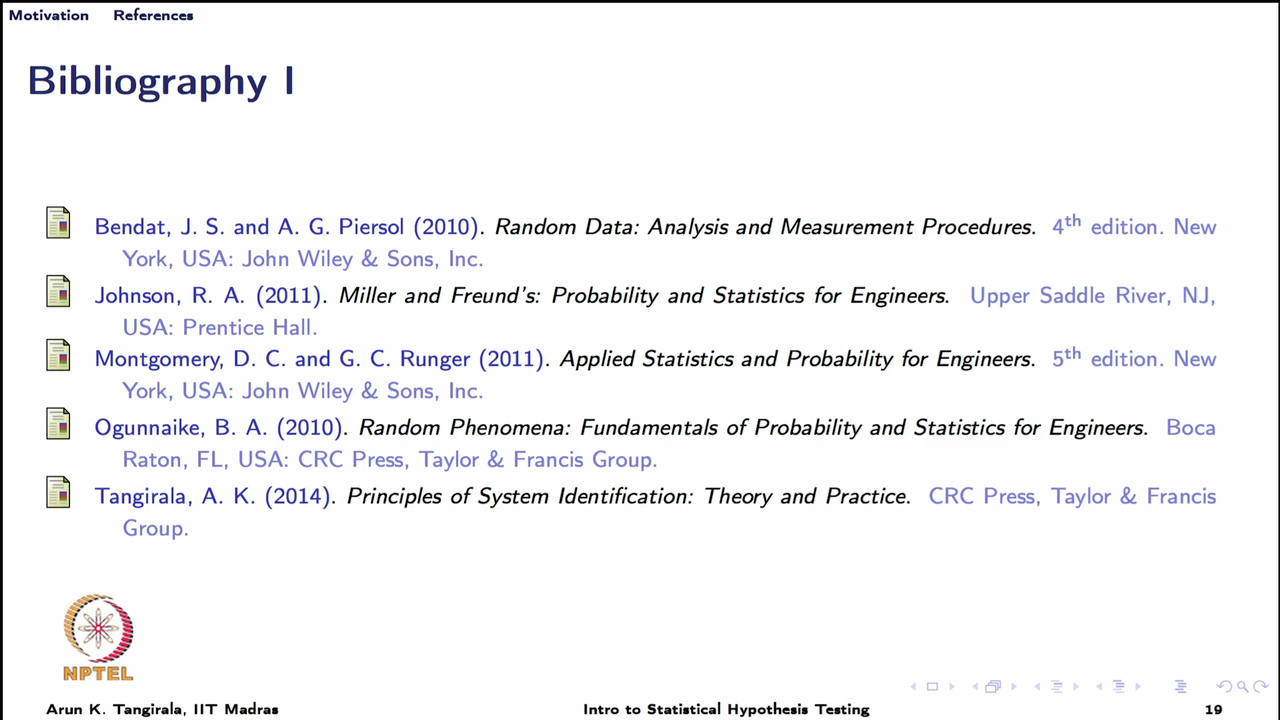 Motivation References
Bibliography I
Bendat, J. S. and A. G. Piersol (2010). Random Data: Analysis and Measurement Procedures. 4th edition. New
York, USA: John Wiley & Sons, Inc.
Johnson, R. A. (2011). Miller and Freund's: Probability and Statistics for Engineers. Upper Saddle River, NJ,
USA: Prentice Hall.
Montgomery, D. C. and G. C. Runger (2011). Applied Statistics and Probability for Engineers. 5th edition. New
York, USA: John Wiley & Sons, Inc.
Ogunnaike, B. A. (2010). Random Phenomena: Fundamentals of Probability and Statistics for Engineers. Boca
Raton, FL, USA: CRC Press, Taylor & Francis Group.
Tangirala, A. K. (2014). Principles of System Identification: Theory and Practice. CRC Press, Taylor & Francis
Group.
NPTEL
Arun K. Tangirala, IIT Madras Intro to Statistical Hypothesis Testing 19